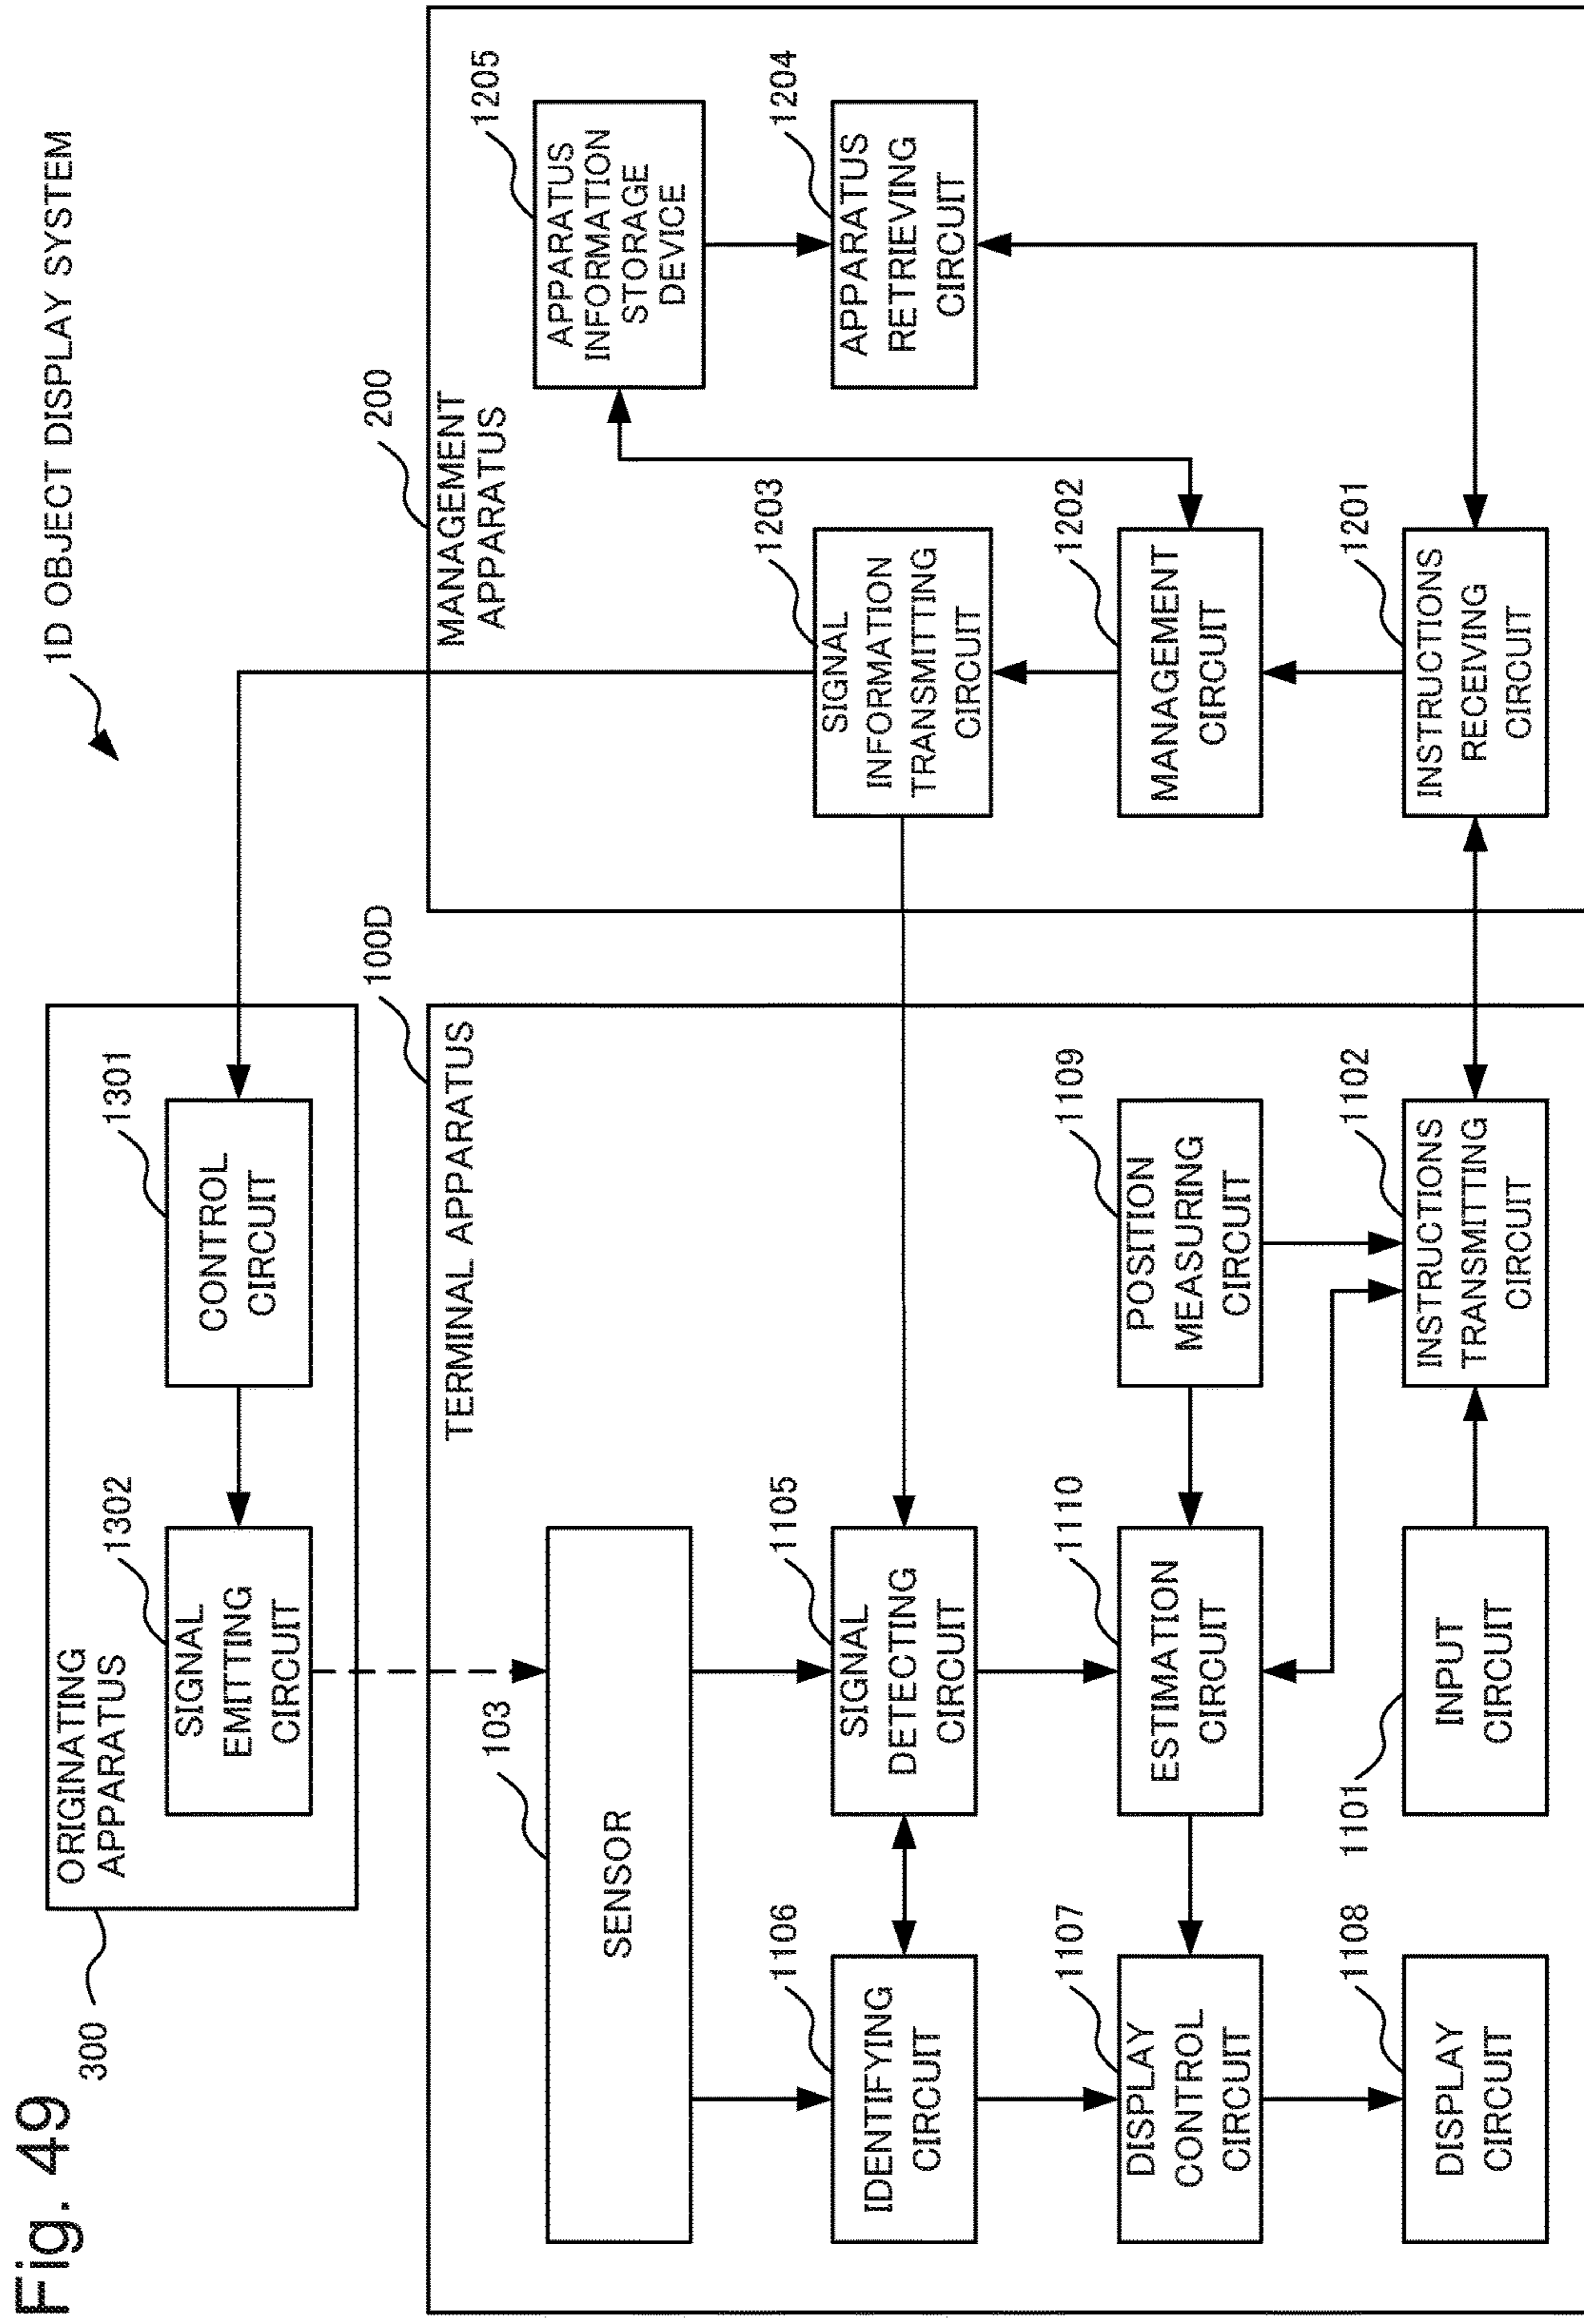 Fig. 49
1D OBJECT DISPLAY SYSTEM
300
ORIGINATING
APPARATUS
1302
SIGNAL
EMITTING
CIRCUIT
1301
CONTROL
CIRCUIT
100D
TERMINAL APPARATUS
103
SENSOR
1106
IDENTIFYING
CIRCUIT
1105
SIGNAL
DETECTING
CIRCUIT
1107
DISPLAY
CONTROL
CIRCUIT
1110
ESTIMATION
CIRCUIT
1109
POSITION
MEASURING
CIRCUIT
1108
DISPLAY
CIRCUIT
1101
INPUT
CIRCUIT
1102
INSTRUCTIONS
TRANSMITTING
CIRCUIT
200
MANAGEMENT
APPARATUS
1205
APPARATUS
INFORMATION
STORAGE
DEVICE
1203
SIGNAL
INFORMATION
TRANSMITTING
CIRCUIT
1204
APPARATUS
RETRIEVING
CIRCUIT
1202
MANAGEMENT
CIRCUIT
1201
INSTRUCTIONS
RECEIVING
CIRCUIT